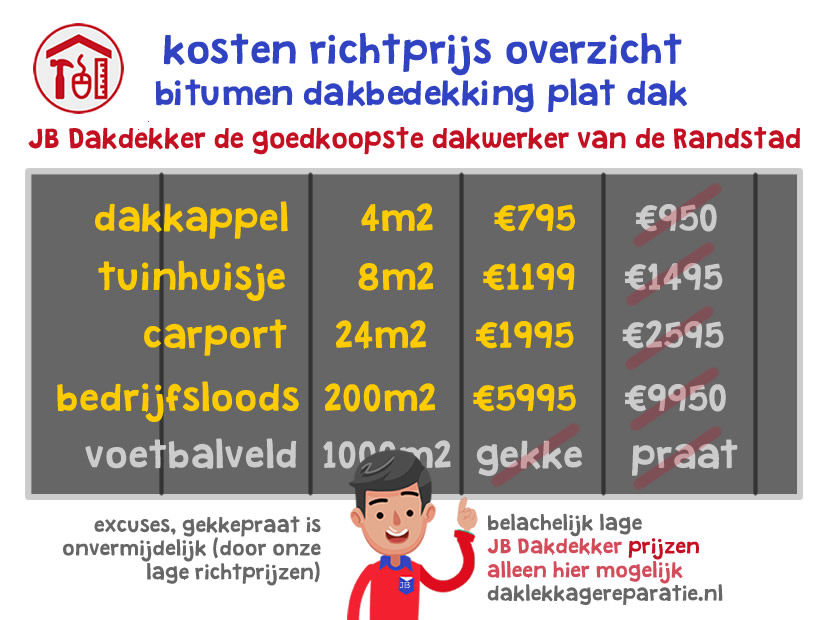 kosten richtprijs overzicht
bitumen dakbedekking plat dak
JB Dakdekker de goedkoopste dakwerker van de Randstad
dakkappel 4m2 €795 €950
tuinhuisje 8m2 €1199 €1495
carport 24m2 €1995 €2595
bedrijfsloods 200m2 €5995 €9950
voetbalveld 1000m2 gekke praat
excuses, gekkepraat is
onvermijdelijk (door onze
lage richtprijzen)
belachelijk lage
JB Dakdekker prijzen
alleen hier mogelijk
daklekkagereparatie.nl
JB